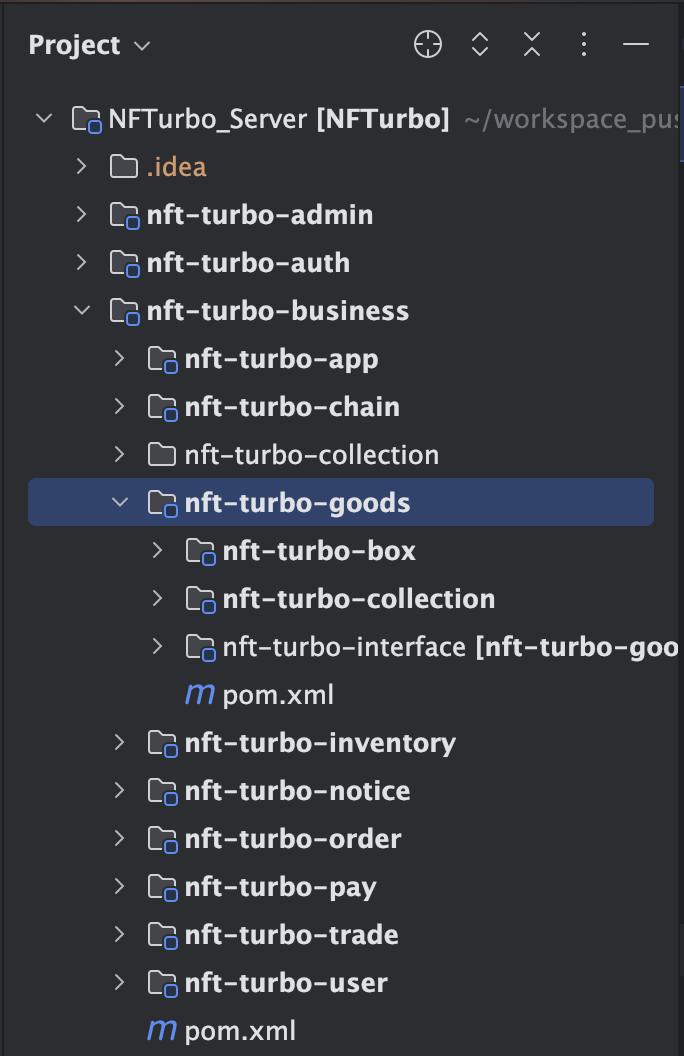 Project
NFTurbo_Server [NFTurbo] ~/workspace_pus
.idea
nft-turbo-admin
nft-turbo-auth
nft-turbo-business
nft-turbo-app
nft-turbo-chain
nft-turbo-collection
nft-turbo-goods
nft-turbo-box
nft-turbo-collection
nft-turbo-interface [nft-turbo-goo
m pom.xml
nft-turbo-inventory
nft-turbo-notice
nft-turbo-order
nft-turbo-pay
nft-turbo-trade
nft-turbo-user
m pom.xml